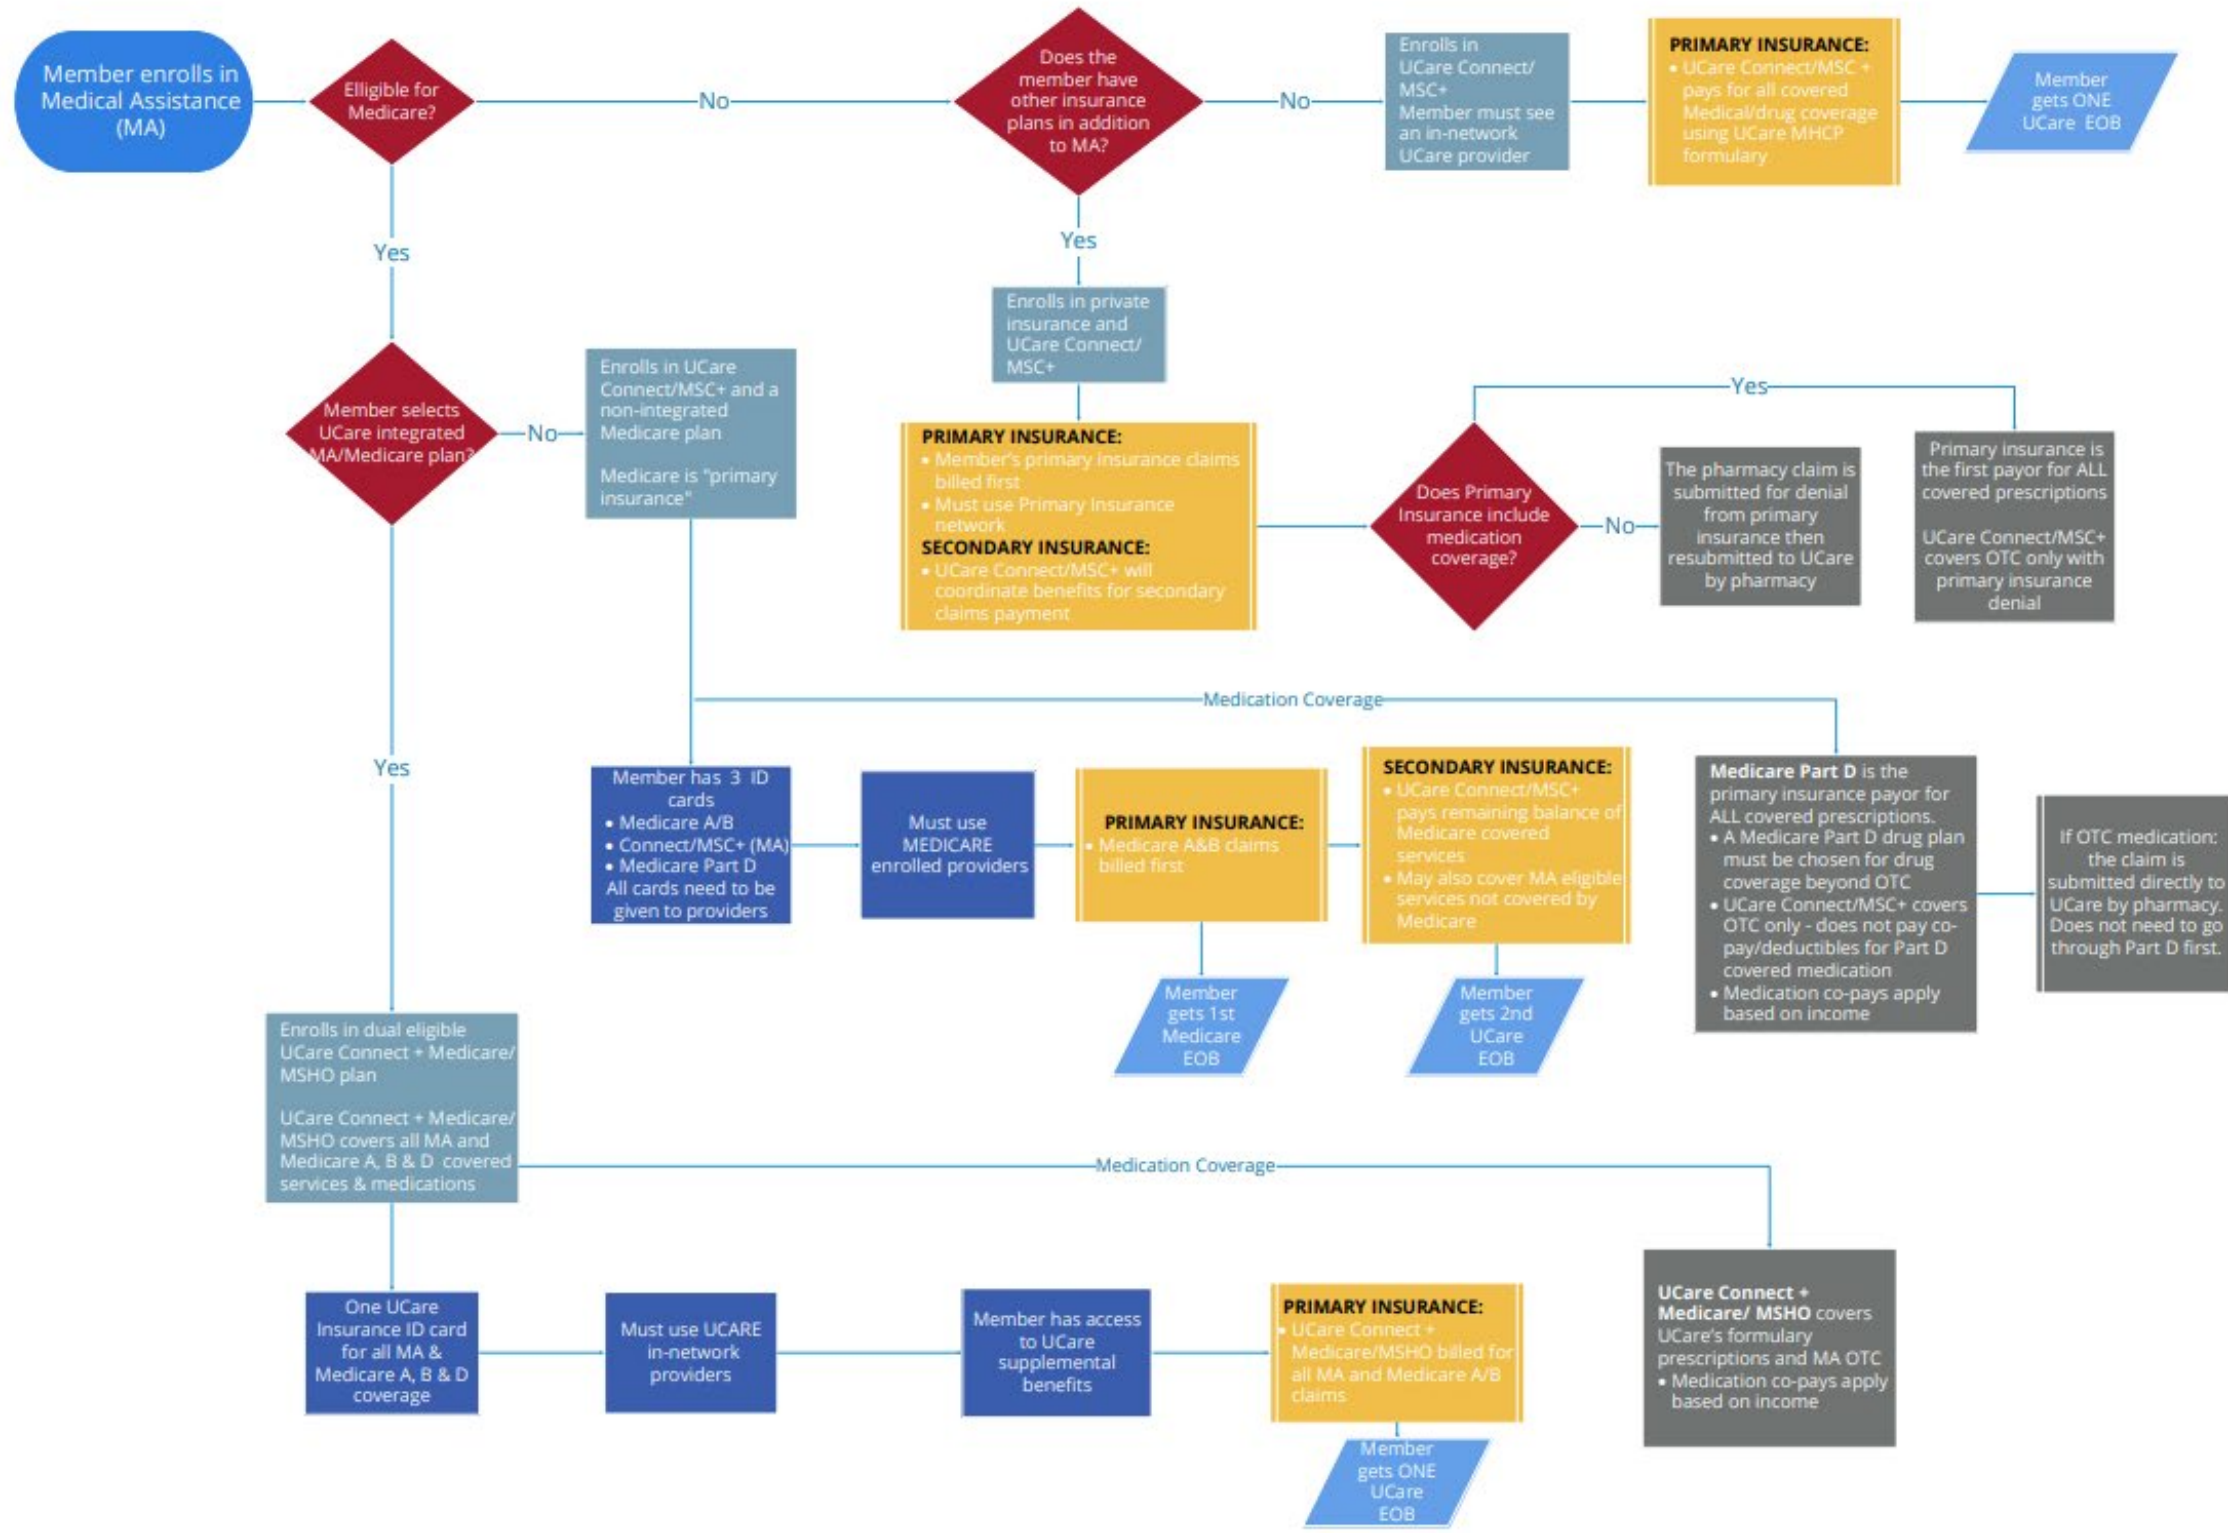 Member enrolls in
Medical Assistance
(MA)
Elligible for
Medicare?
No
Does the
member have
other insurance
plans in addition
to MA?
No
Enrolls in
UCare Connect/
MSC+
Member must see
an in-network
UCare provider
PRIMARY INSURANCE:
• UCare Connect/MSC +
pays for all covered
Medical/drug coverage
using UCare MHCP
formulary
Member
gets ONE
UCare EOB
Yes
Yes
Enrolls in private
insurance and
UCare Connect/
MSC+
Member selects
UCare integrated
MA/Medicare plan?
No
Enrolls in UCare
Connect/MSC+ and a
non-integrated
Medicare plan
Medicare is "primary
insurance"
PRIMARY INSURANCE:
• Member's primary insurance claims
billed first
• Must use Primary Insurance
network
SECONDARY INSURANCE:
• UCare Connect/MSC+ will
coordinate benefits for secondary
claims payment
Does Primary
Insurance include
medication
coverage?
Yes
No
The pharmacy claim is
submitted for denial
from primary
insurance then
resubmitted to UCare
by pharmacy
Primary insurance is
the first payor for ALL
covered prescriptions
UCare Connect/MSC+
covers OTC only with
primary insurance
denial
Medication Coverage
Yes
Member has 3 ID
cards
• Medicare A/B
• Connect/MSC+ (MA)
• Medicare Part D
All cards need to be
given to providers
Must use
MEDICARE
enrolled providers
PRIMARY INSURANCE:
• Medicare A&B claims
billed first
SECONDARY INSURANCE:
• UCare Connect/MSC+
pays remaining balance of
Medicare covered
services
• May also cover MA eligible
services not covered by
Medicare
Medicare Part D is the
primary insurance payor for
ALL covered prescriptions.
• A Medicare Part D drug plan
must be chosen for drug
coverage beyond OTC
• UCare Connect/MSC+ covers
OTC only - does not pay co-
pay/deductibles for Part D
covered medication
• Medication co-pays apply
based on income
If OTC medication:
the claim is
submitted directly to
UCare by pharmacy.
Does not need to go
through Part D first.
Member
gets 1st
Medicare
EOB
Member
gets 2nd
UCare
EOB
Enrolls in dual eligible
UCare Connect + Medicare/
MSHO plan
UCare Connect + Medicare/
MSHO covers all MA and
Medicare A, B & D covered
services & medications
Medication Coverage
One UCare
Insurance ID card
for all MA &
Medicare A, B & D
coverage
Must use UCARE
in-network
providers
Member has access
to UCare
supplemental
benefits
PRIMARY INSURANCE:
• UCare Connect +
Medicare/MSHO billed for
all MA and Medicare A/B
claims
UCare Connect +
Medicare/ MSHO covers
UCare's formulary
prescriptions and MA OTC
• Medication co-pays apply
based on income
Member
gets ONE
UCare
EOB